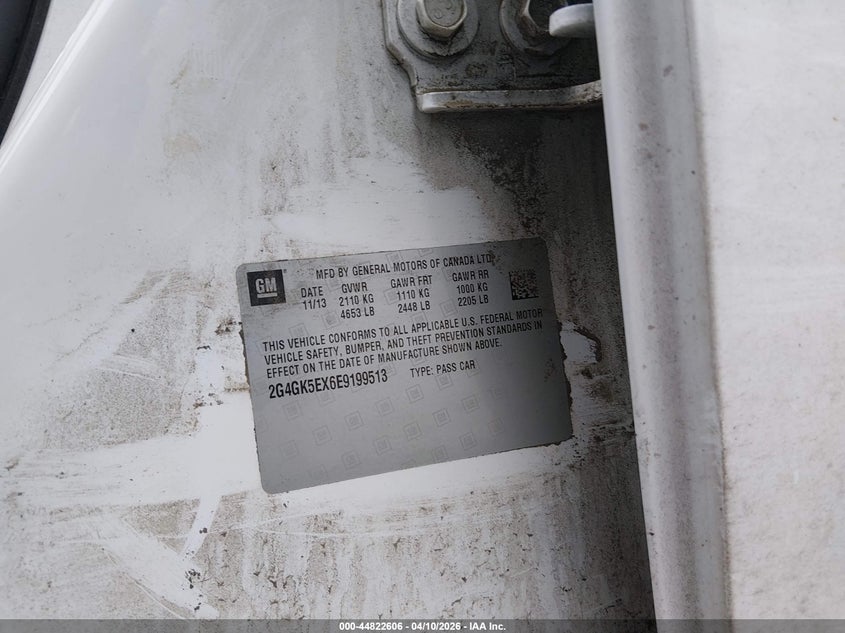 GM
MFD BY GENERAL MOTORS OF CANADA LTD
DATE GVWR GAWR FRT GAWR RR
11/13 2110 KG 1110 KG 1000 KG
4653 LB 2448 LB 2205 LB
THIS VEHICLE CONFORMS TO ALL APPLICABLE U.S. FEDERAL MOTOR
VEHICLE SAFETY, BUMPER, AND THEFT PREVENTION STANDARDS IN
EFFECT ON THE DATE OF MANUFACTURE SHOWN ABOVE.
2G4GK5EX6E9199513 TYPE: PASS CAR
000-44822606 - 04/10/2026 - © IAA Inc.